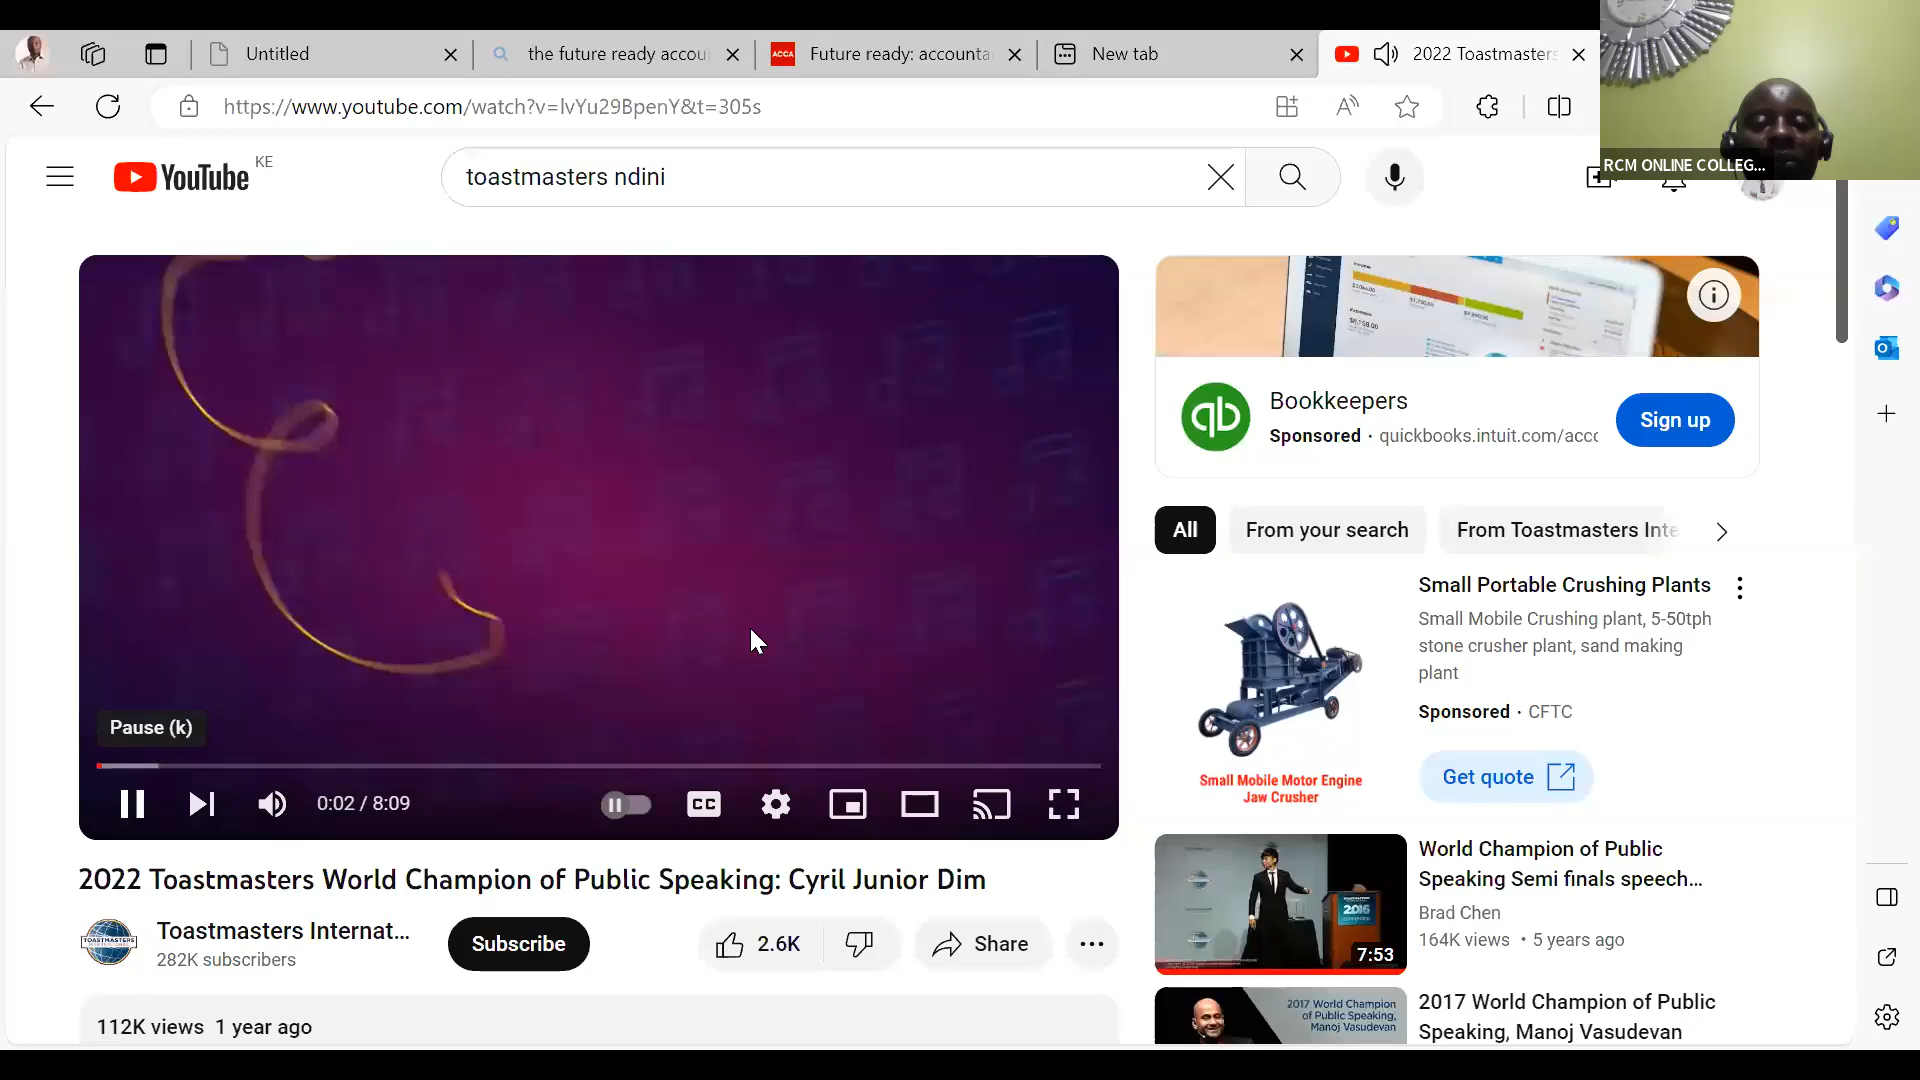 Untitled
the future ready accou
ACCA
Future ready: accounta
New tab
2022 Toastmasters
https://www.youtube.com/watch?v=IvYu29BpenY&t=305s
RCM ONLINE COLLEG...
YouTube KE
toastmasters ndini
Bookkeepers
Sponsored · quickbooks.intuit.com/acco
Sign up
All
From your search
From Toastmasters Inte
Small Portable Crushing Plants
Small Mobile Crushing plant, 5-50tph
stone crusher plant, sand making
plant
Sponsored · CFTC
Get quote
Small Mobile Motor Engine
Jaw Crusher
Pause (k)
0:02 / 8:09
CC
2022 Toastmasters World Champion of Public Speaking: Cyril Junior Dim
TOASTMASTERS
Toastmasters Internat...
282K subscribers
Subscribe
2.6K
Share
112K views 1 year ago
World Champion of Public
Speaking Semi finals speech...
Brad Chen
164K views • 5 years ago
2016
7:53
2017 World Champion
of Public Speaking,
Manoj Vasudevan
2017 World Champion of Public
Speaking, Manoj Vasudevan